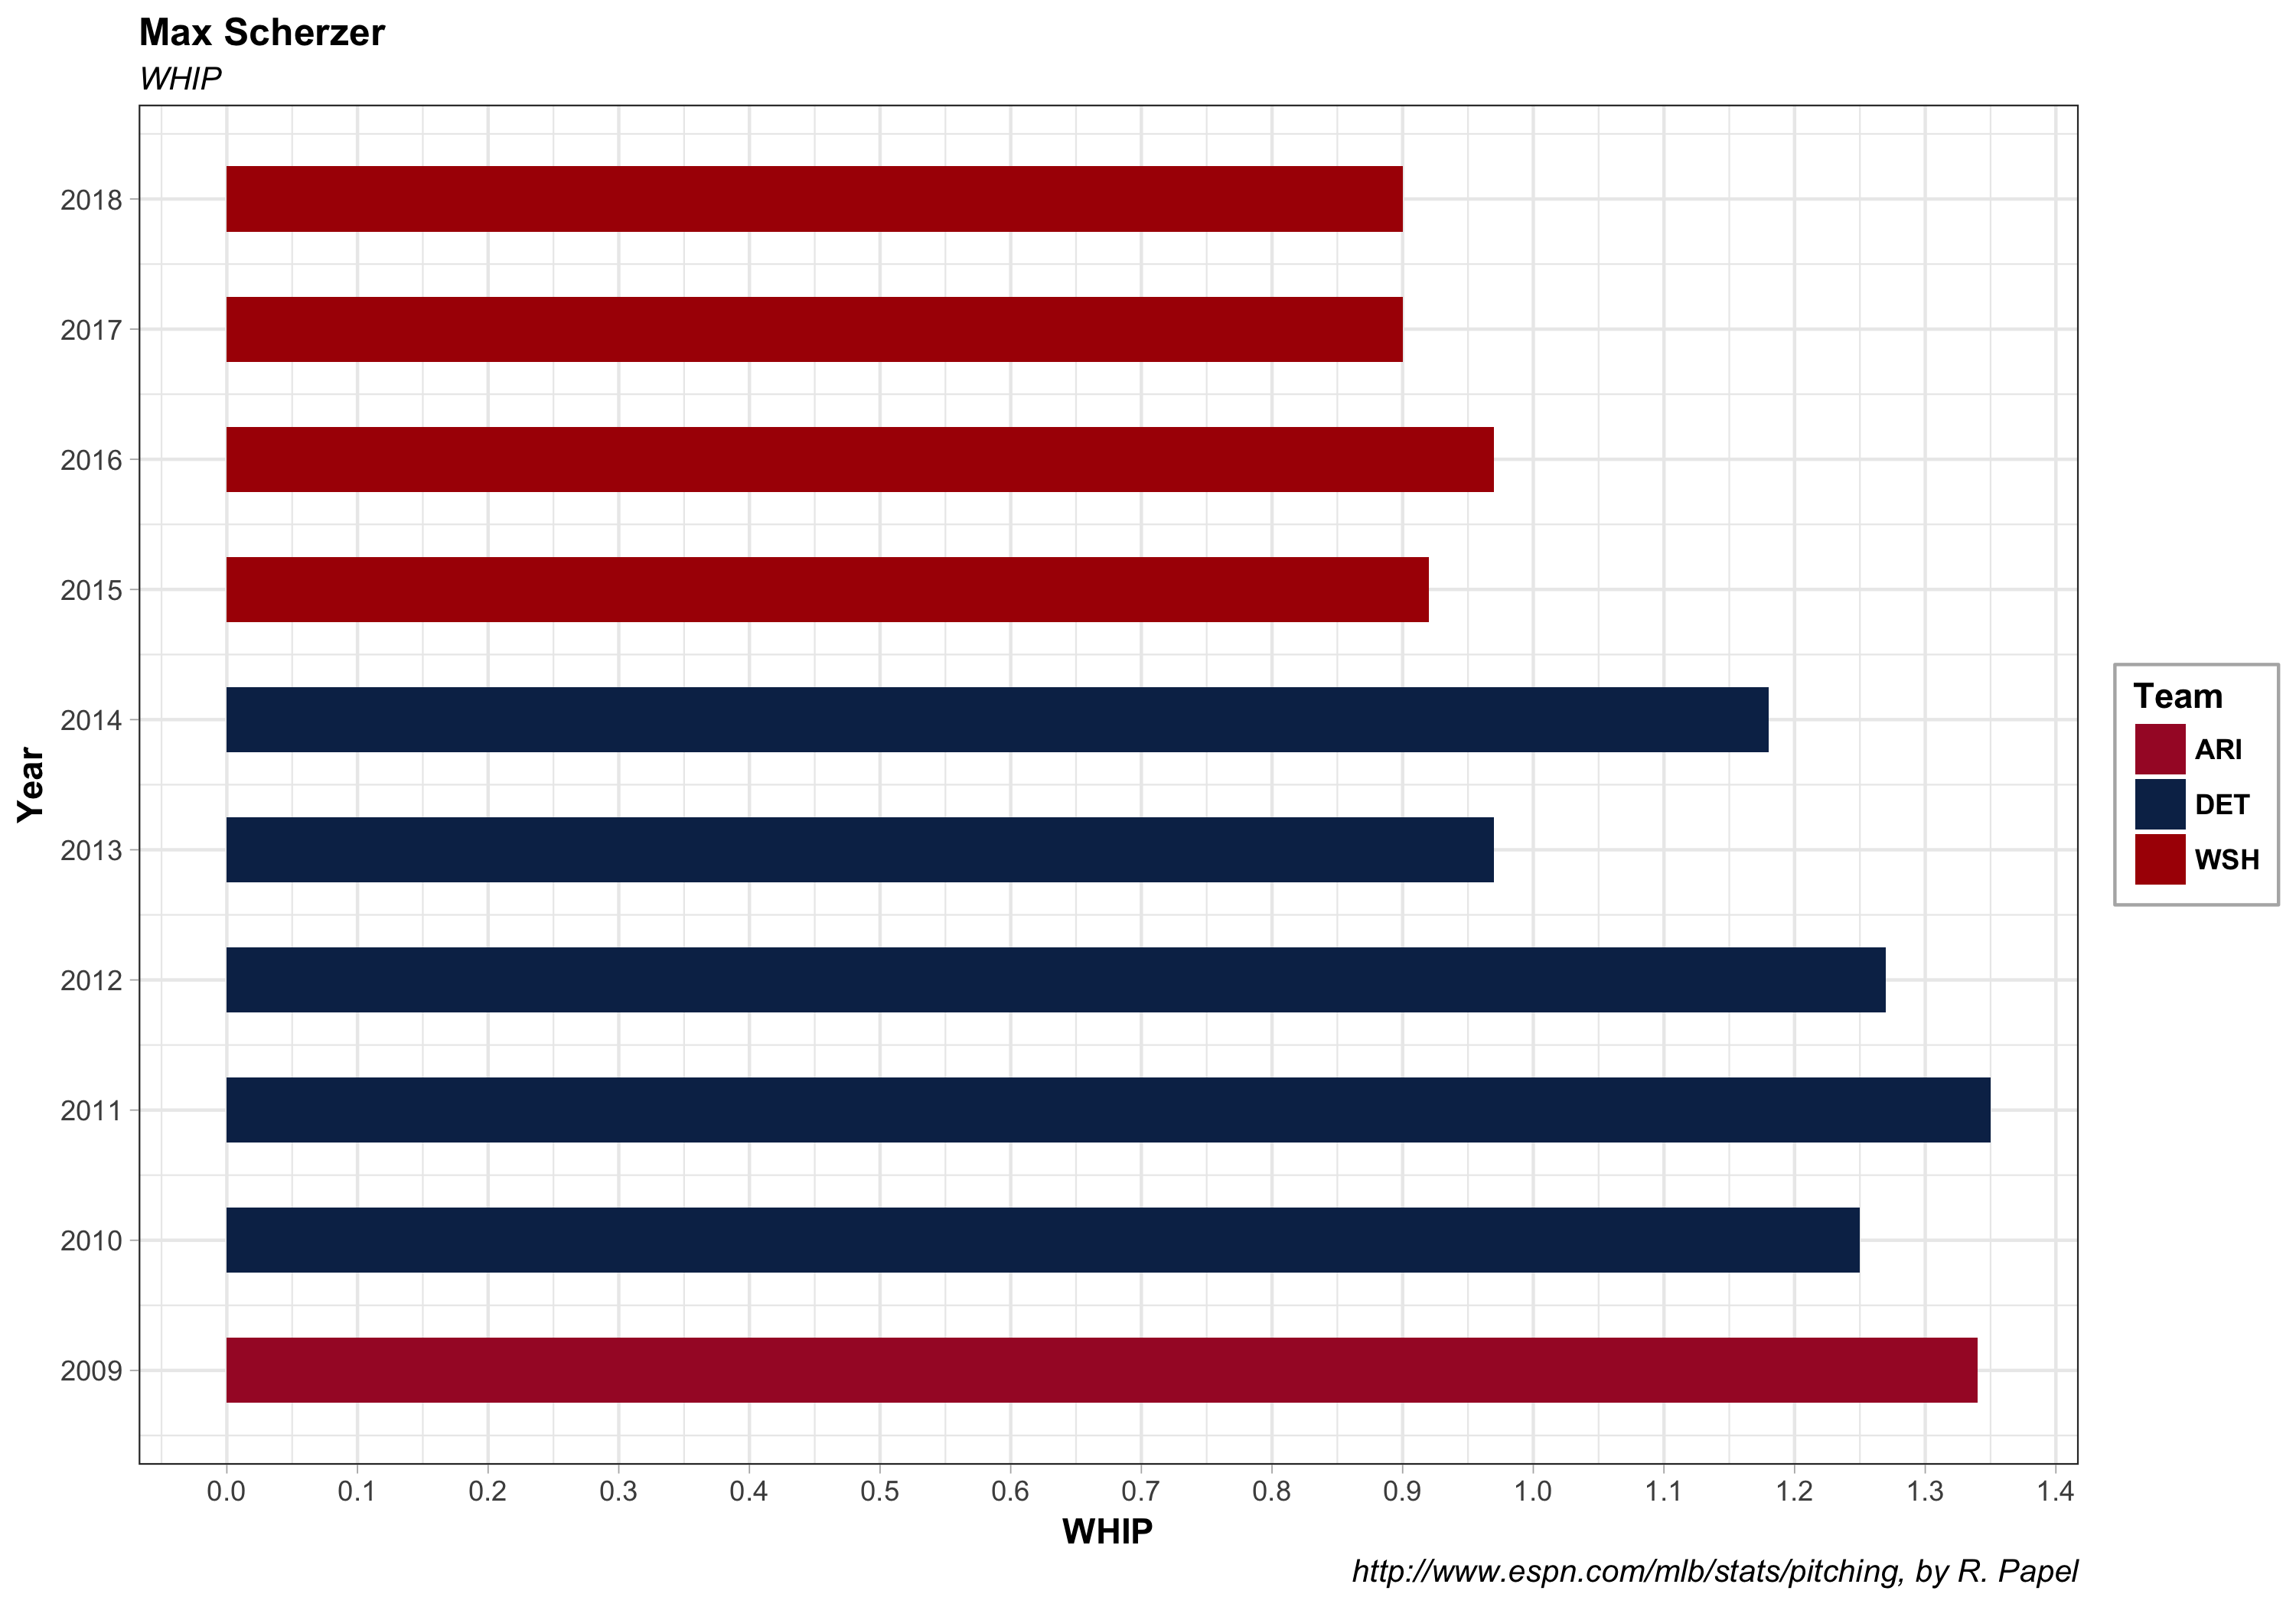 Max Scherzer
WHIP
2018
2017
2016
2015
2014
2013
2012
2011
2010
2009
Year
0.0 0.1 0.2 0.3 0.4 0.5 0.6 0.7 0.8 0.9 1.0 1.1 1.2 1.3 1.4
WHIP
Team
ARI
DET
WSH
http://www.espn.com/mlb/stats/pitching, by R. Papel